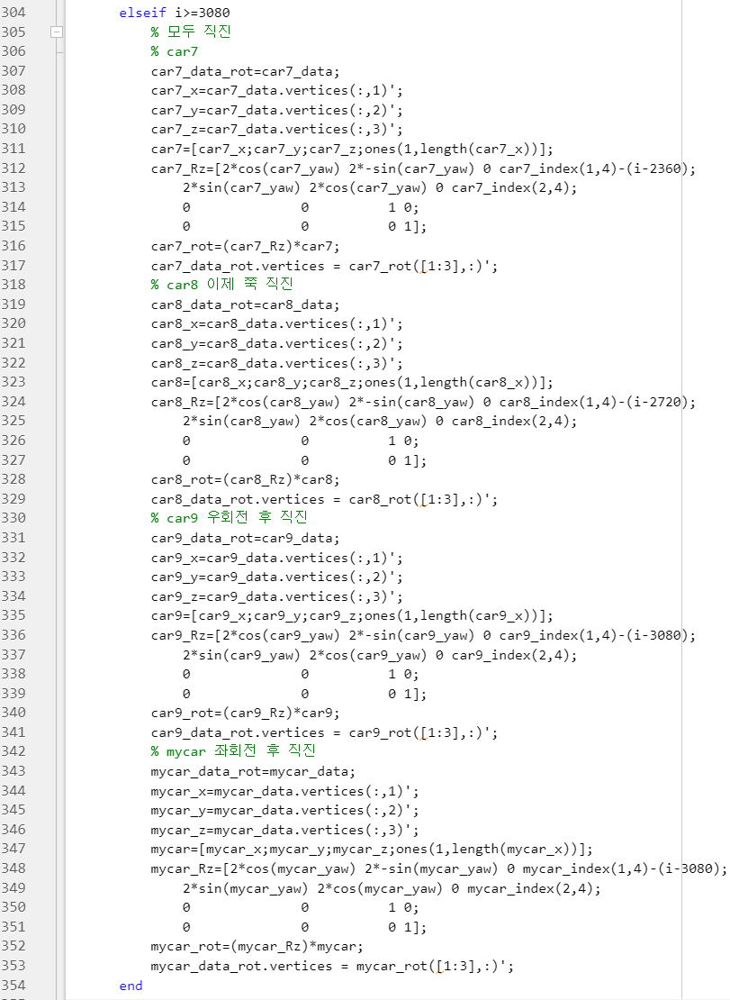 304 elseif i>=3080
305 % 모두 직진
306 % car7
307 car7_data_rot=car7_data;
308 car7_x=car7_data.vertices(:,1)';
309 car7_y=car7_data.vertices(:,2)';
310 car7_z=car7_data.vertices(:,3)';
311 car7=[car7_x;car7_y;car7_z;ones(1,length(car7_x))];
312 car7_Rz=[2*cos(car7_yaw) 2*-sin(car7_yaw) 0 car7_index(1,4)-(i-2360);
313 2*sin(car7_yaw) 2*cos(car7_yaw) 0 car7_index(2,4);
314 0 0 1 0;
315 0 0 0 1];
316 car7_rot=(car7_Rz)*car7;
317 car7_data_rot.vertices = car7_rot([1:3],:)';
318 % car8 이제 쭉 직진
319 car8_data_rot=car8_data;
320 car8_x=car8_data.vertices(:,1)';
321 car8_y=car8_data.vertices(:,2)';
322 car8_z=car8_data.vertices(:,3)';
323 car8=[car8_x;car8_y;car8_z;ones(1,length(car8_x))];
324 car8_Rz=[2*cos(car8_yaw) 2*-sin(car8_yaw) 0 car8_index(1,4)-(i-2720);
325 2*sin(car8_yaw) 2*cos(car8_yaw) 0 car8_index(2,4);
326 0 0 1 0;
327 0 0 0 1];
328 car8_rot=(car8_Rz)*car8;
329 car8_data_rot.vertices = car8_rot([1:3],:)';
330 % car9 우회전 후 직진
331 car9_data_rot=car9_data;
332 car9_x=car9_data.vertices(:,1)';
333 car9_y=car9_data.vertices(:,2)';
334 car9_z=car9_data.vertices(:,3)';
335 car9=[car9_x;car9_y;car9_z;ones(1,length(car9_x))];
336 car9_Rz=[2*cos(car9_yaw) 2*-sin(car9_yaw) 0 car9_index(1,4)-(i-3080);
337 2*sin(car9_yaw) 2*cos(car9_yaw) 0 car9_index(2,4);
338 0 0 1 0;
339 0 0 0 1];
340 car9_rot=(car9_Rz)*car9;
341 car9_data_rot.vertices = car9_rot([1:3],:)';
342 % mycar 좌회전 후 직진
343 mycar_data_rot=mycar_data;
344 mycar_x=mycar_data.vertices(:,1)';
345 mycar_y=mycar_data.vertices(:,2)';
346 mycar_z=mycar_data.vertices(:,3)';
347 mycar=[mycar_x;mycar_y;mycar_z;ones(1,length(mycar_x))];
348 mycar_Rz=[2*cos(mycar_yaw) 2*-sin(mycar_yaw) 0 mycar_index(1,4)-(i-3080);
349 2*sin(mycar_yaw) 2*cos(mycar_yaw) 0 mycar_index(2,4);
350 0 0 1 0;
351 0 0 0 1];
352 mycar_rot=(mycar_Rz)*mycar;
353 mycar_data_rot.vertices = mycar_rot([1:3],:)';
354 end